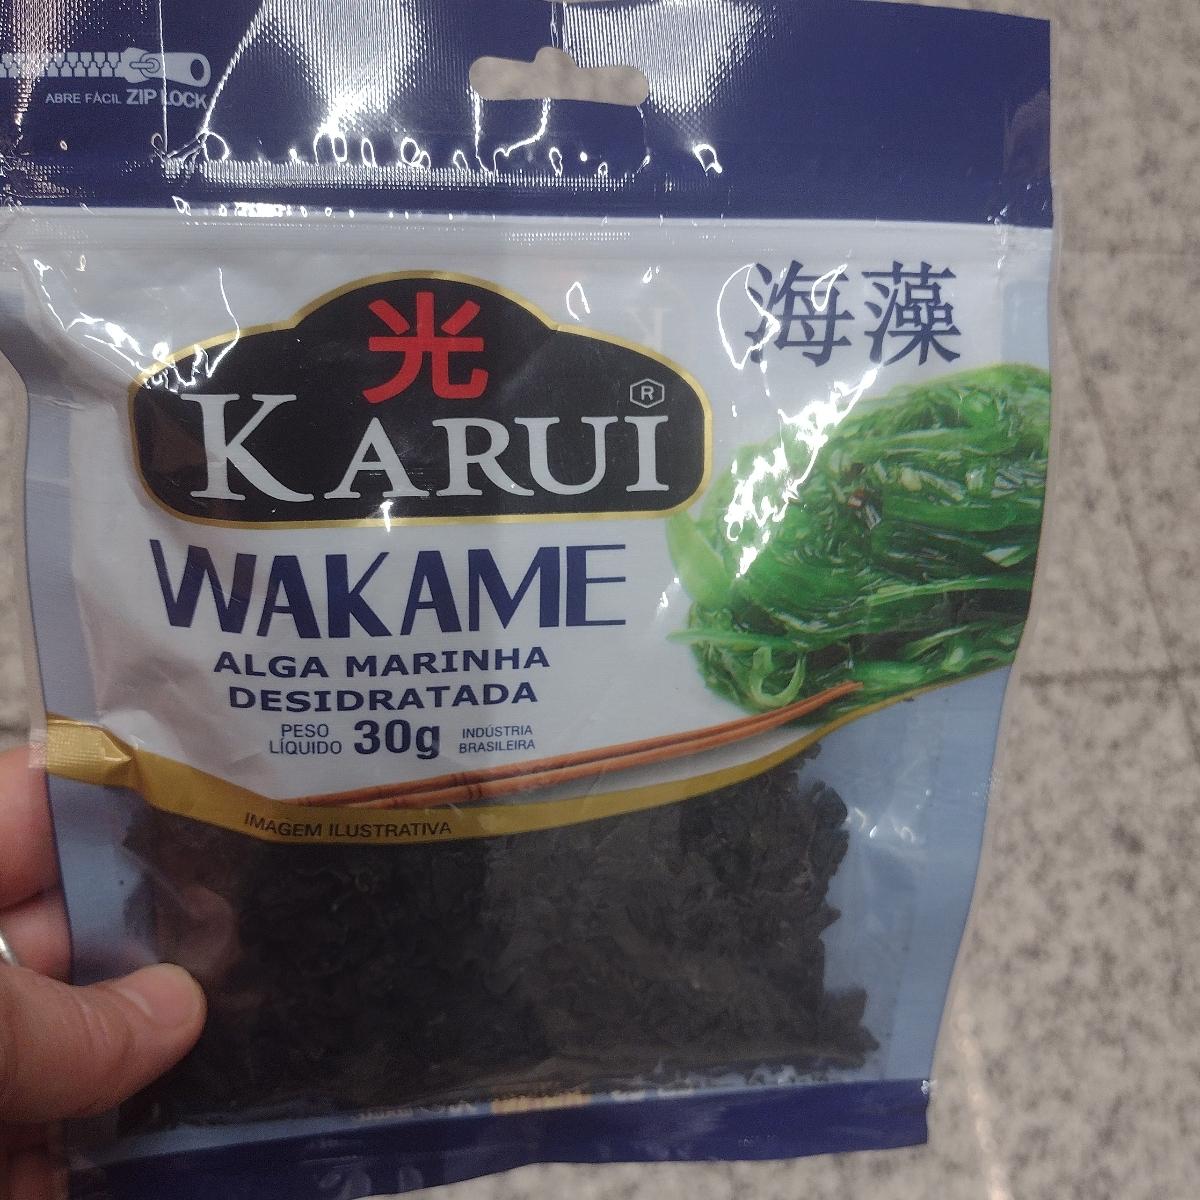 ABRE FÁCIL ZIP LOCK
海藻
光
KARUI ®
WAKAME
ALGA MARINHA
DESIDRATADA
PESO LÍQUIDO 30g INDÚSTRIA BRASILEIRA
IMAGEM ILUSTRATIVA